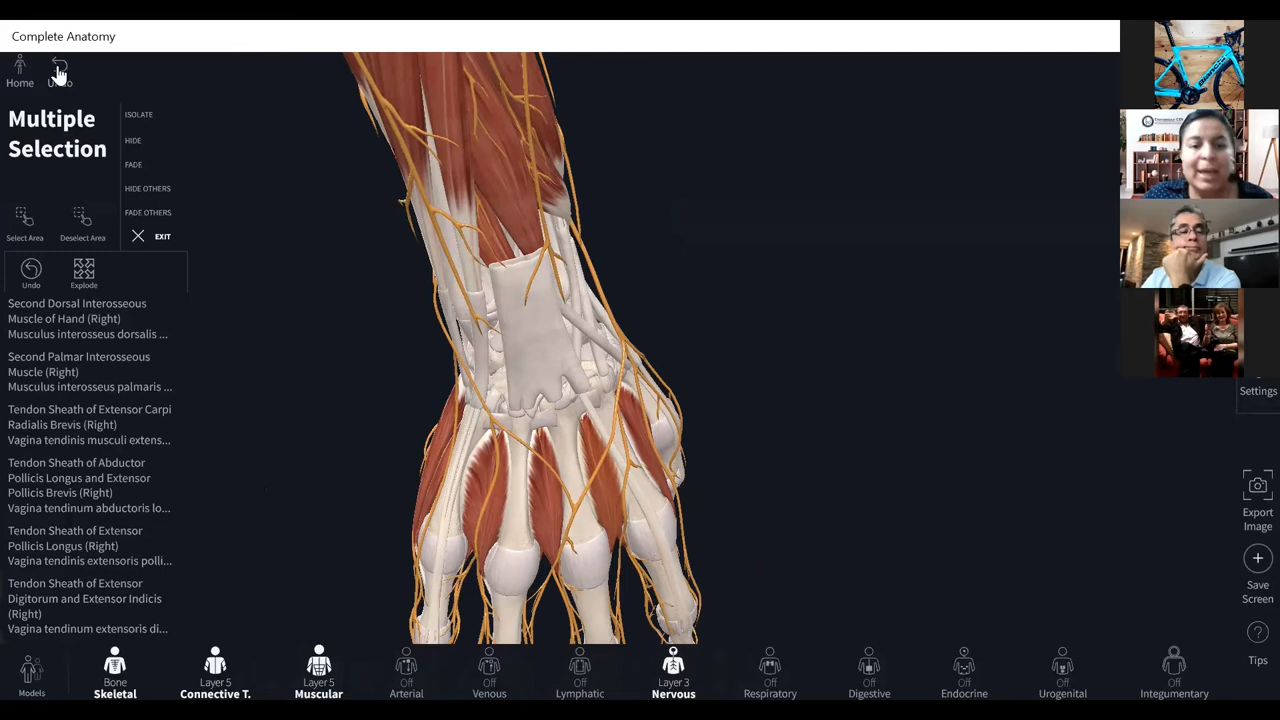 Complete Anatomy
Home
Undo
Multiple
Selection
ISOLATE
HIDE
FADE
HIDE OTHERS
FADE OTHERS
EXIT
Select Area
Deselect Area
Undo
Explode
Second Dorsal Interosseous
Muscle of Hand (Right)
Musculus interosseus dorsalis ...
Second Palmar Interosseous
Muscle (Right)
Musculus interosseus palmaris ...
Tendon Sheath of Extensor Carpi
Radialis Brevis (Right)
Vagina tendinis musculi extens...
Tendon Sheath of Abductor
Pollicis Longus and Extensor
Pollicis Brevis (Right)
Vagina tendinum abductoris lo...
Tendon Sheath of Extensor
Pollicis Longus (Right)
Vagina tendinis extensoris polli...
Tendon Sheath of Extensor
Digitorum and Extensor Indicis
(Right)
Vagina tendinum extensoris di...
Settings
Export
Image
Save
Screen
Tips
Models
Bone
Skeletal
Layer 5
Connective T.
Layer 5
Muscular
Off
Arterial
Off
Venous
Off
Lymphatic
Layer 3
Nervous
Off
Respiratory
Off
Digestive
Off
Endocrine
Off
Urogenital
Off
Integumentary